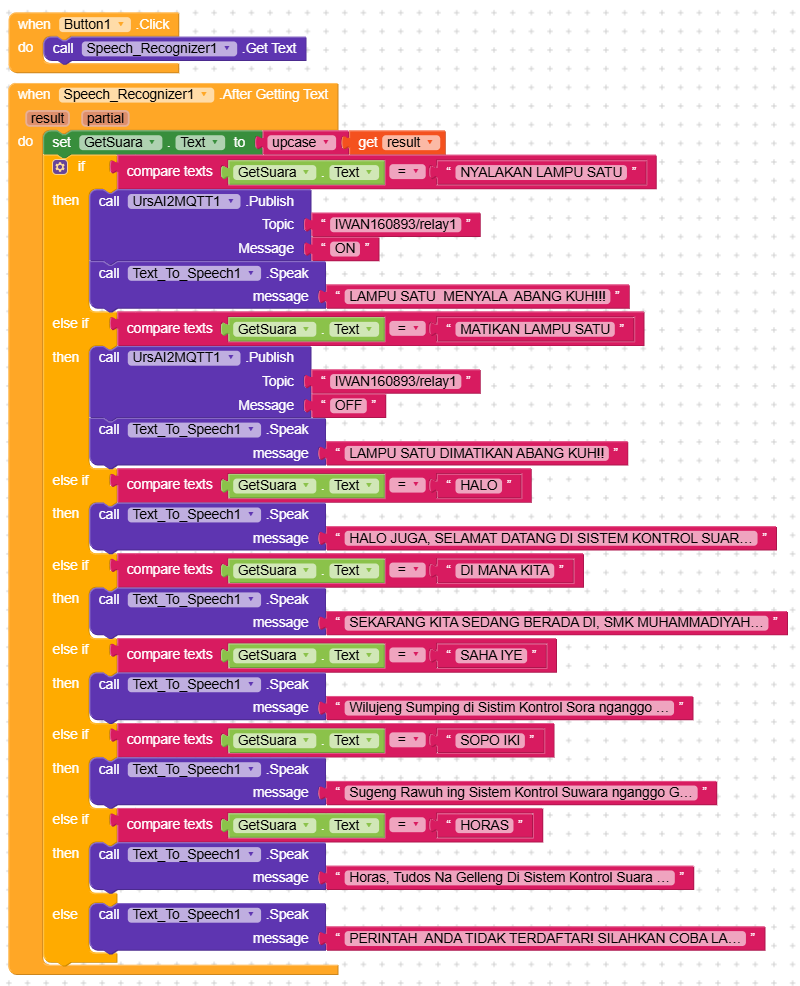 when Button1 .Click
do call Speech_Recognizer1 .Get Text
when Speech_Recognizer1 .After Getting Text
result partial
do set GetSuara . Text to upcase get result
if compare texts GetSuara . Text = “ NYALAKAN LAMPU SATU ”
then call UrsAI2MQTT1 .Publish
Topic “ IWAN160893/relay1 ”
Message “ ON ”
call Text_To_Speech1 .Speak
message “ LAMPU SATU  MENYALA  ABANG KUH!!! ”
else if compare texts GetSuara . Text = “ MATIKAN LAMPU SATU ”
then call UrsAI2MQTT1 .Publish
Topic “ IWAN160893/relay1 ”
Message “ OFF ”
call Text_To_Speech1 .Speak
message “ LAMPU SATU DIMATIKAN ABANG KUH!! ”
else if compare texts GetSuara . Text = “ HALO ”
then call Text_To_Speech1 .Speak
message “ HALO JUGA, SELAMAT DATANG DI SISTEM KONTROL SUAR... ”
else if compare texts GetSuara . Text = “ DI MANA KITA ”
then call Text_To_Speech1 .Speak
message “ SEKARANG KITA SEDANG BERADA DI, SMK MUHAMMADIYAH... ”
else if compare texts GetSuara . Text = “ SAHA IYE ”
then call Text_To_Speech1 .Speak
message “ Wilujeng Sumping di Sistim Kontrol Sora nganggo ... ”
else if compare texts GetSuara . Text = “ SOPO IKI ”
then call Text_To_Speech1 .Speak
message “ Sugeng Rawuh ing Sistem Kontrol Suwara nganggo G... ”
else if compare texts GetSuara . Text = “ HORAS ”
then call Text_To_Speech1 .Speak
message “ Horas, Tudos Na Gelleng Di Sistem Kontrol Suara ... ”
else call Text_To_Speech1 .Speak
message “ PERINTAH  ANDA TIDAK TERDAFTAR! SILAHKAN COBA LA... ”